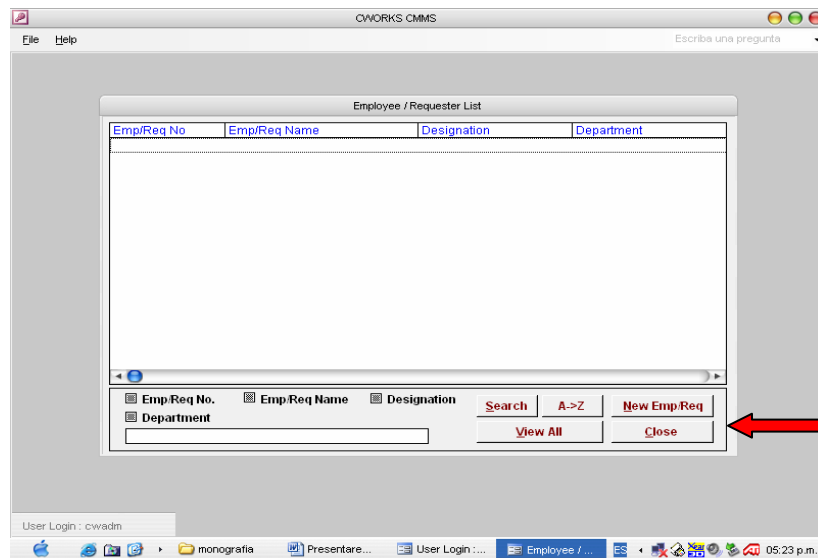 CWORKS CMMS
File Help Escriba una pregunta
Employee / Requester List
Emp/Req No Emp/Req Name Designation Department
Emp/Req No. Emp/Req Name Designation Search A->Z New Emp/Req
Department
View All Close
User Login : cwadm
monografia Presentare... User Login :... Employee / ... ES 05:23 p.m.